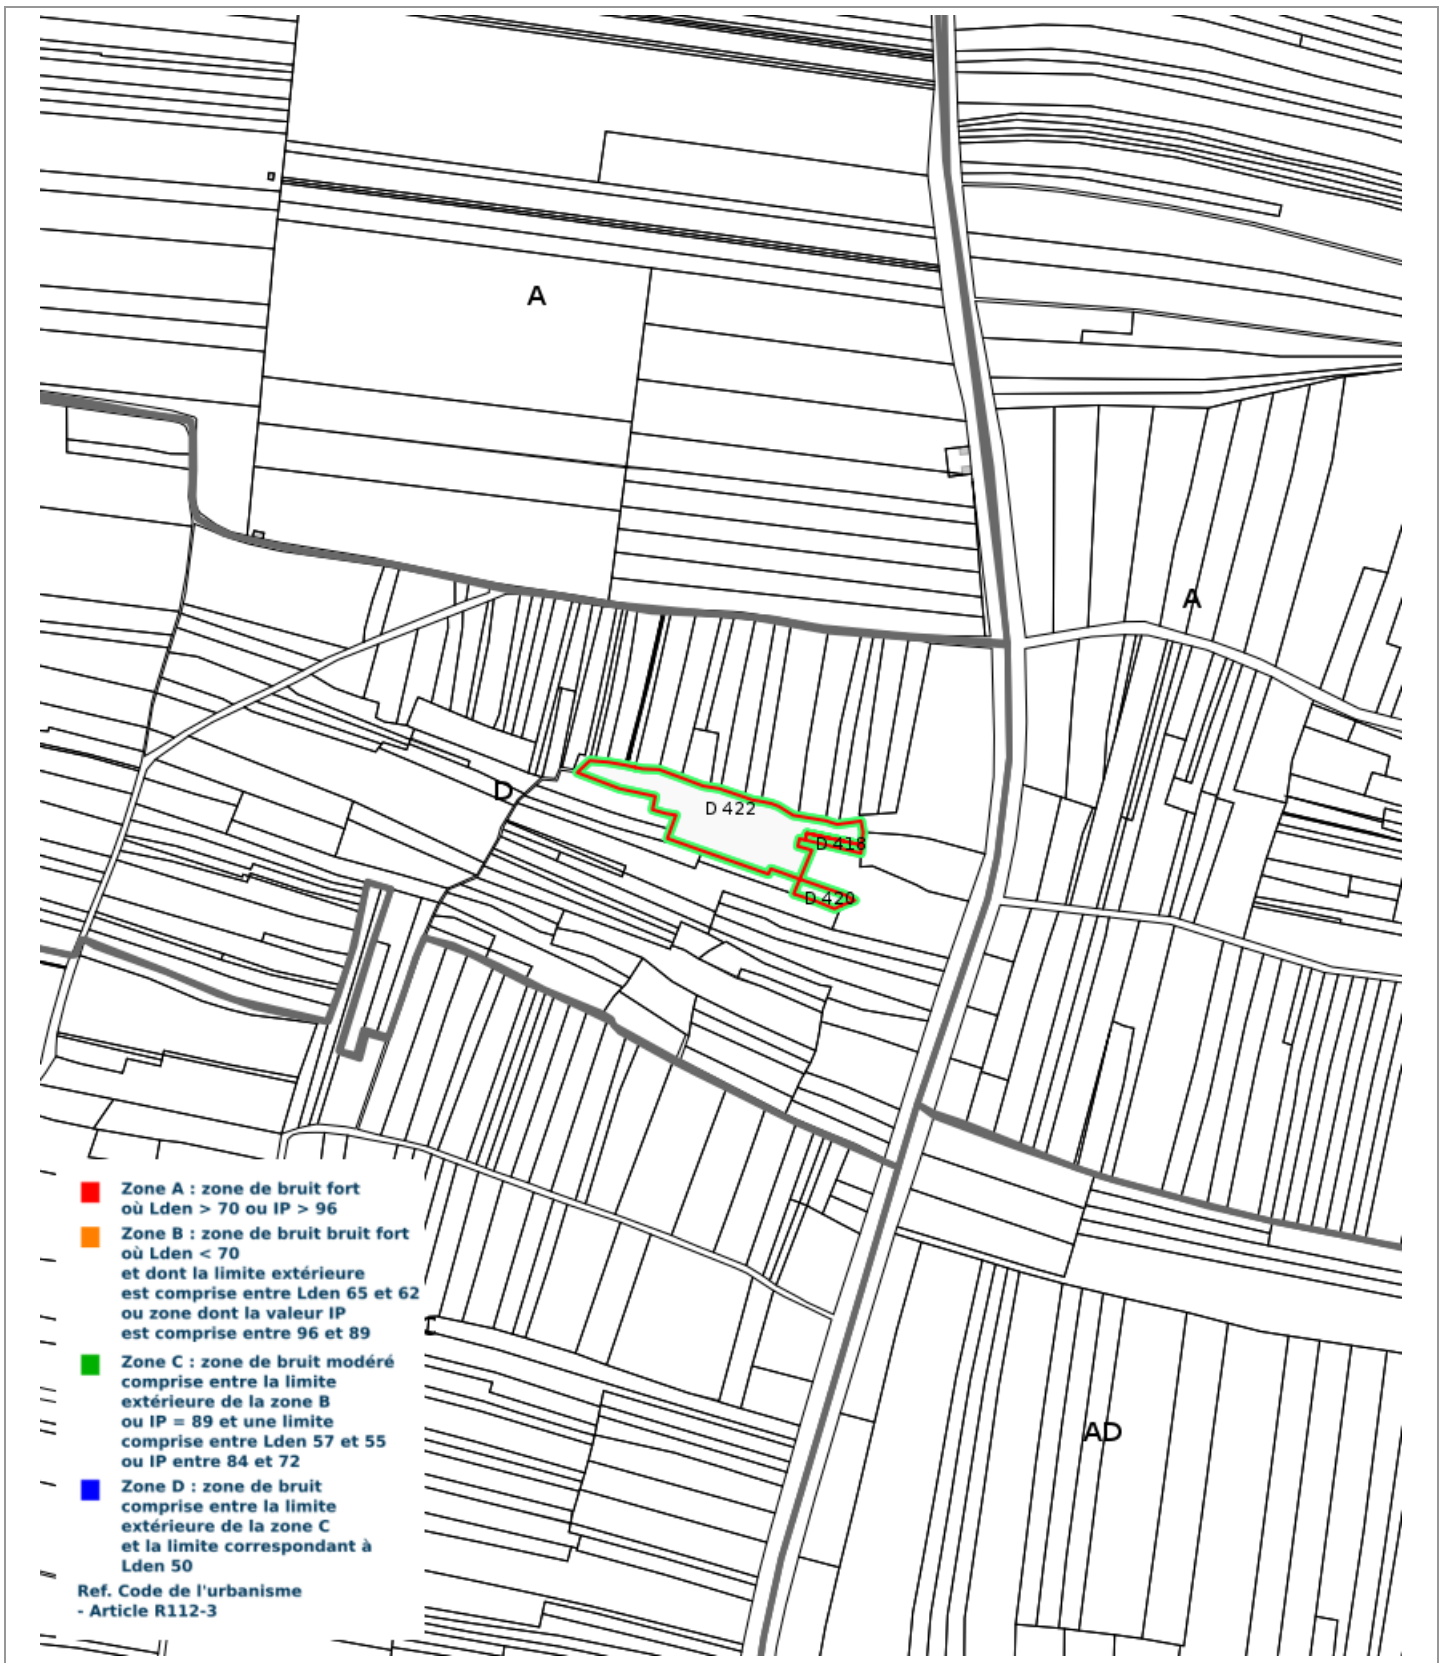 A
A
D
D 422
D 418
D 420
Zone A : zone de bruit fort
où Lden > 70 ou IP > 96
Zone B : zone de bruit bruit fort
où Lden < 70
et dont la limite extérieure
est comprise entre Lden 65 et 62
ou zone dont la valeur IP
est comprise entre 96 et 89
Zone C : zone de bruit modéré
comprise entre la limite
extérieure de la zone B
ou IP = 89 et une limite
comprise entre Lden 57 et 55
ou IP entre 84 et 72
Zone D : zone de bruit
comprise entre la limite
extérieure de la zone C
et la limite correspondant à
Lden 50
Ref. Code de l'urbanisme
- Article R112-3
AD